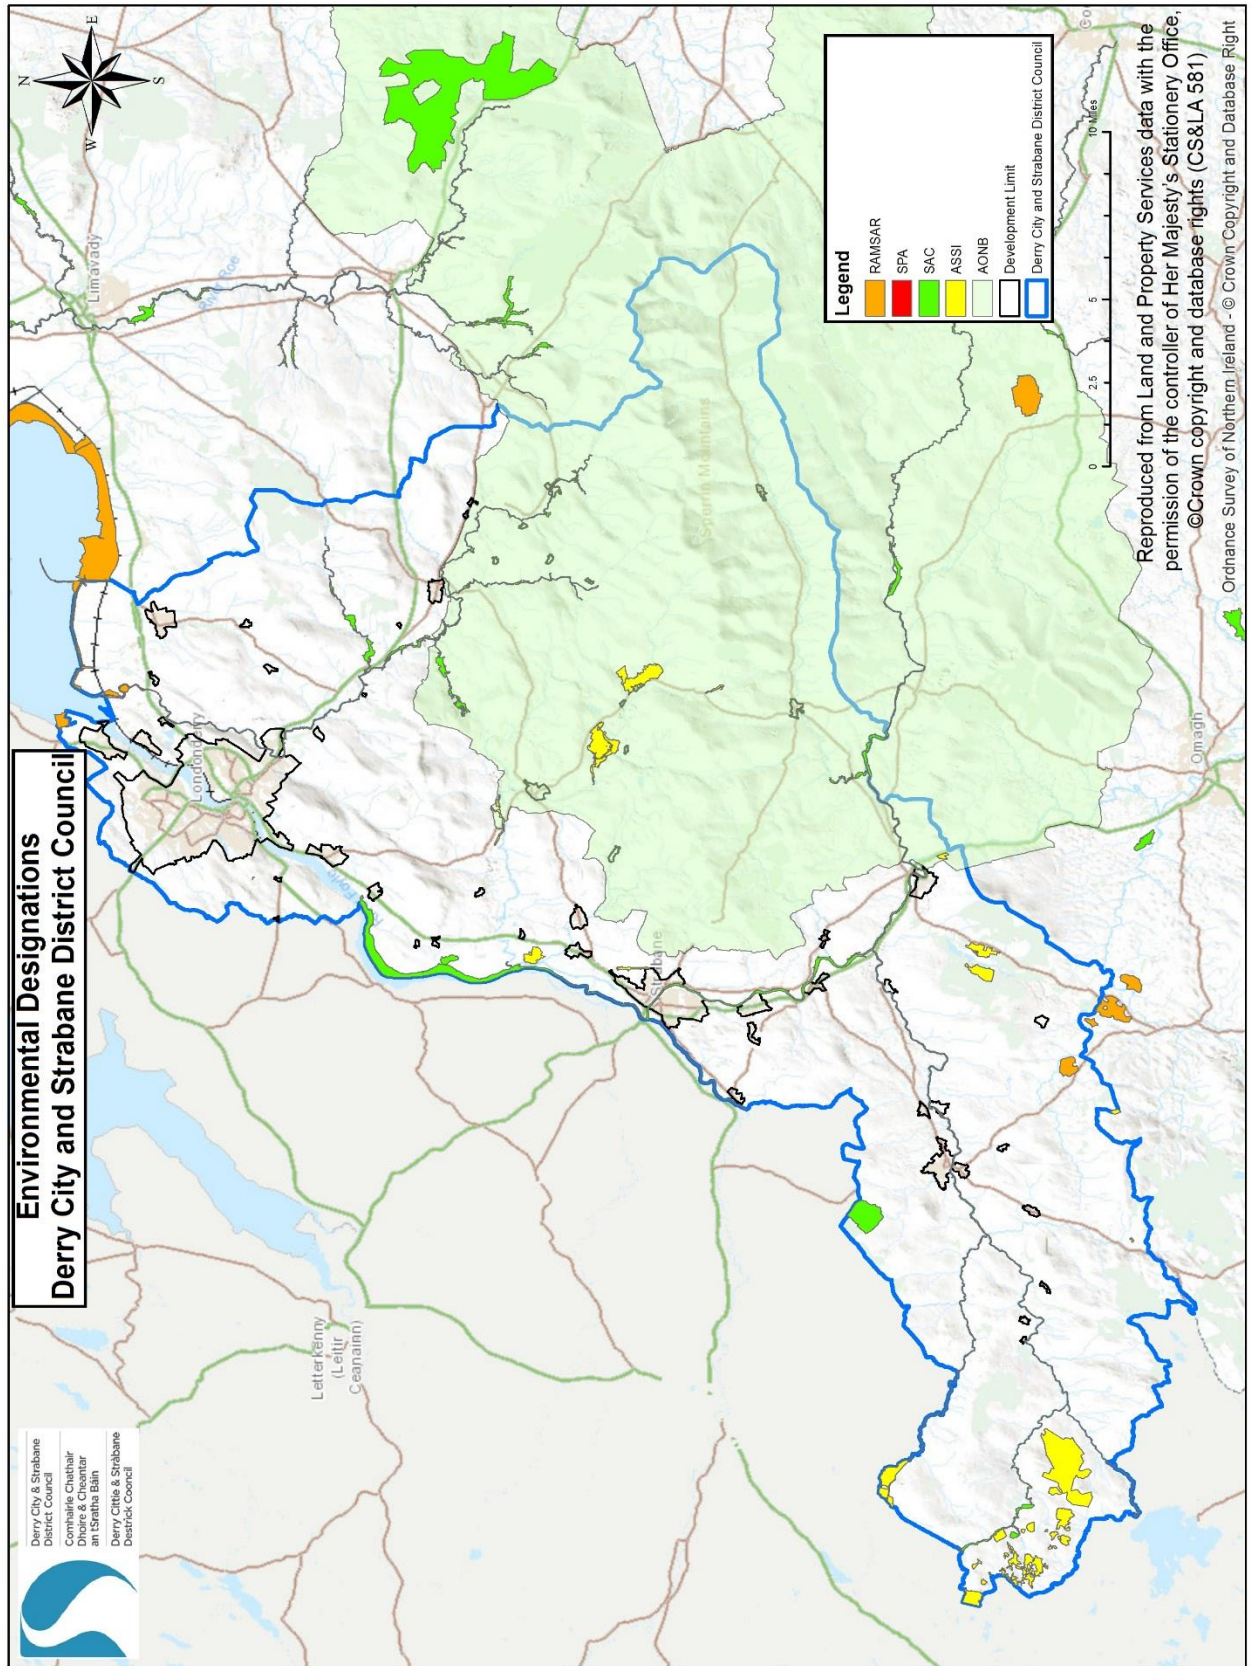 Environmental Designations
Derry City and Strabane District Council
Derry City & Strabane
District Council
Comhairle Chathair
Dhoire & Cheantar
an tSratha Báin
Derry Cittie & Stràbane
Destrick Cooncil
N
E
S
W
Limavady
River Roe
Londonderry
Foyle
Letterkenny
(Leitir
Ceanainn)
Strabane
Sperrin Mountains
Omagh
Legend
RAMSAR
SPA
SAC
ASSI
AONB
Development Limit
Derry City and Strabane District Council
0
2.5
5
10 Miles
Reproduced from Land and Property Services data with the
permission of the controller of Her Majesty's Stationery Office,
©Crown copyright and database rights (CS&LA 581)
Ordnance Survey of Northern Ireland - © Crown Copyright and Database Right